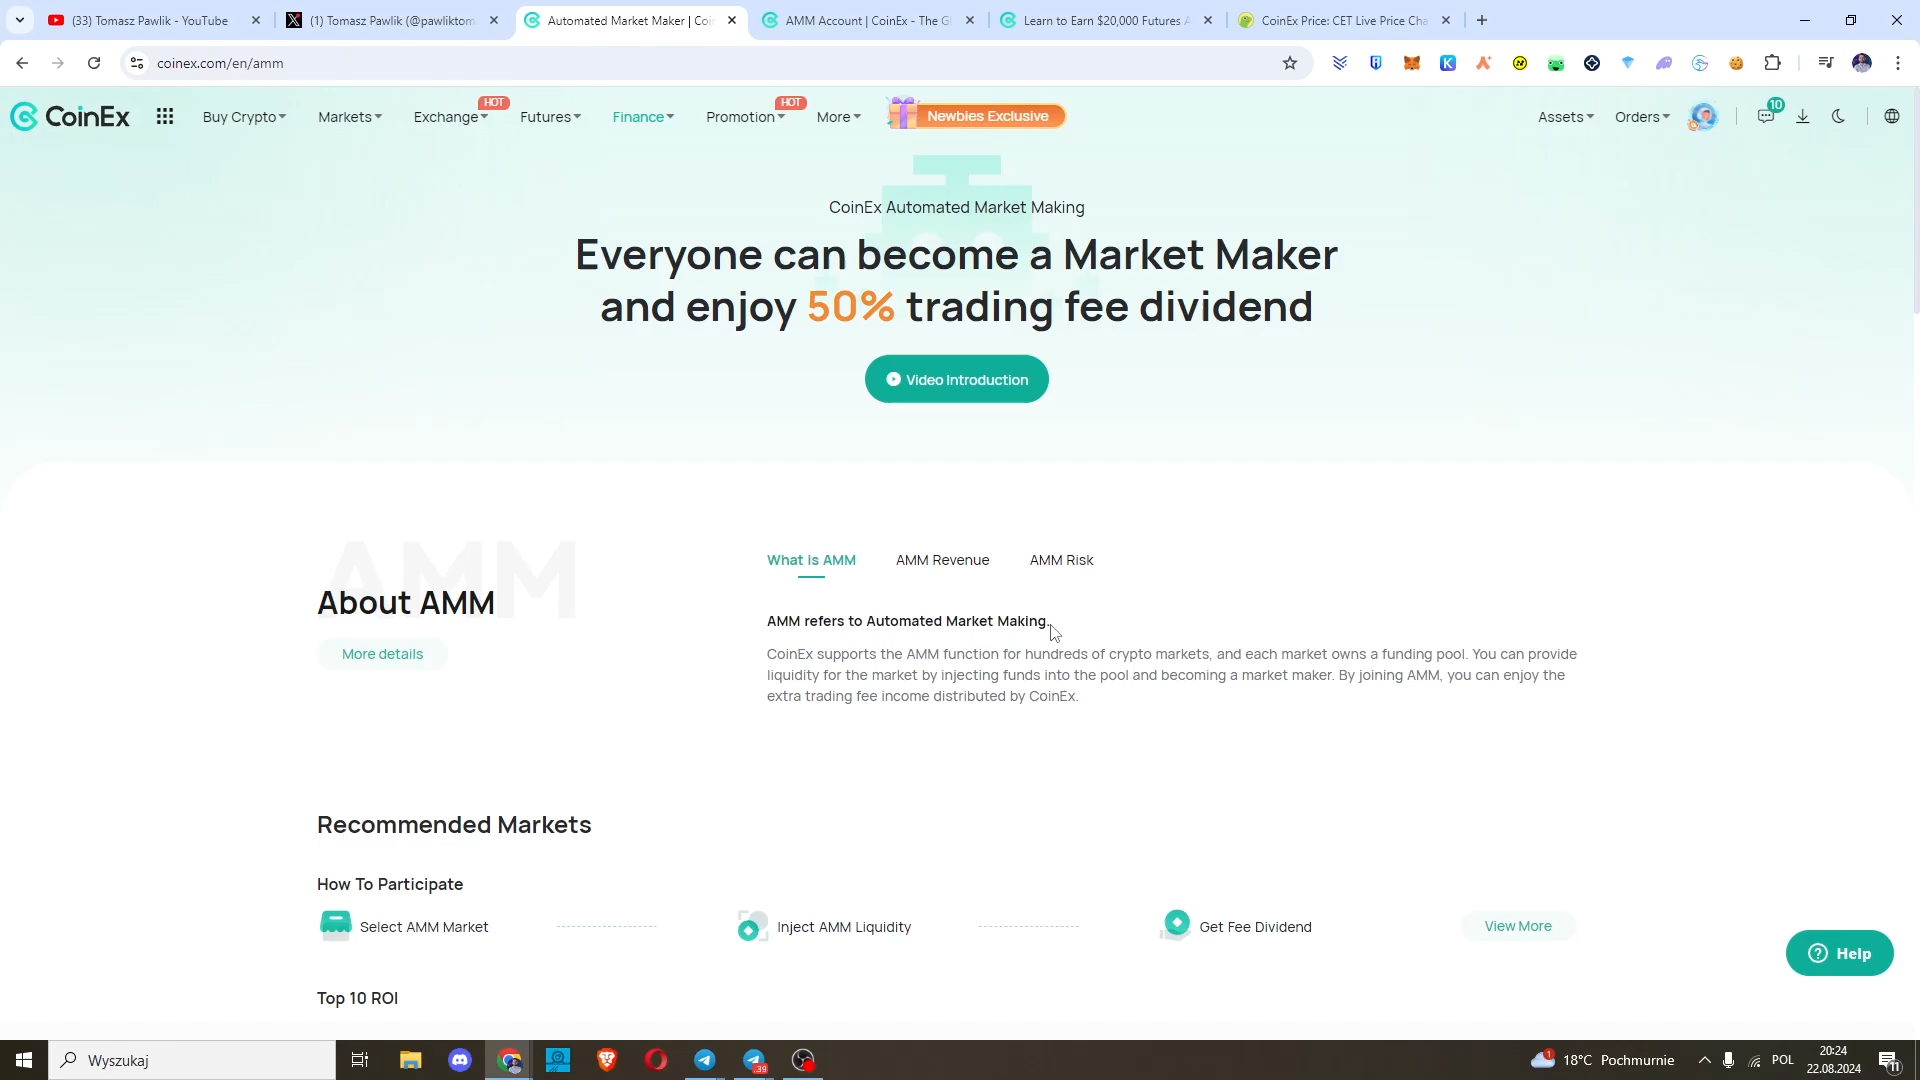 (33) Tomasz Pawlik - YouTube
(1) Tomasz Pawlik (@pawliktom
Automated Market Maker | Coin
AMM Account | CoinEx - The G
Learn to Earn $20,000 Futures A
CoinEx Price: CET Live Price Cha
coinex.com/en/amm
CoinEx
Buy Crypto
Markets
Exchange
HOT
Futures
Finance
Promotion
HOT
More
Newbies Exclusive
Assets
Orders
10
CoinEx Automated Market Making
Everyone can become a Market Maker
and enjoy 50% trading fee dividend
Video Introduction
AMM
About AMM
More details
What is AMM
AMM Revenue
AMM Risk
AMM refers to Automated Market Making.
CoinEx supports the AMM function for hundreds of crypto markets, and each market owns a funding pool. You can provide
liquidity for the market by injecting funds into the pool and becoming a market maker. By joining AMM, you can enjoy the
extra trading fee income distributed by CoinEx.
Recommended Markets
How To Participate
Select AMM Market
Inject AMM Liquidity
Get Fee Dividend
View More
Help
Top 10 ROI
Wyszukaj
39
1
18°C Pochmurnie
POL
20:24
22.08.2024
11